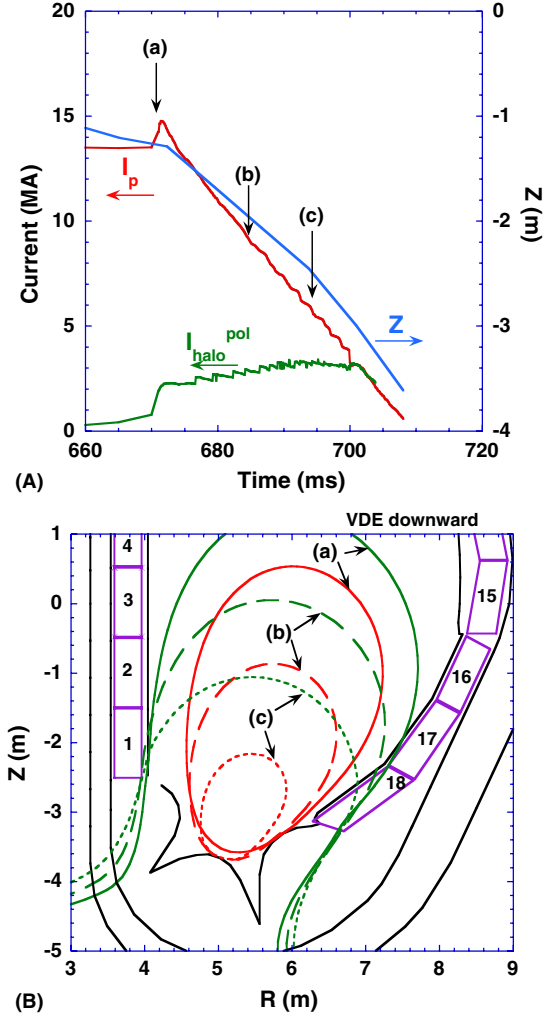 20
15
10
5
0
Current (MA)
(a)
(b)
(c)
I_p
I_halo^pol
Z
0
-1
-2
-3
-4
Z (m)
660
680
700
720
Time (ms)
(A)
VDE downward
1
0
-1
-2
-3
-4
-5
Z (m)
4
3
2
1
(a)
(b)
(c)
15
16
17
18
3
4
5
6
7
8
9
R (m)
(B)